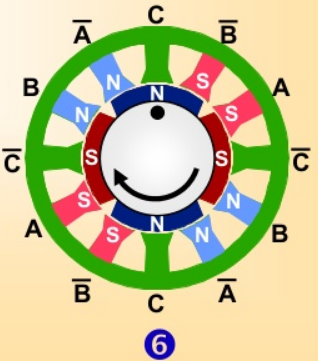 C
A̅ B̅
B N S A
N N S
C̅ S S C̅
A S N B
S N N
B̅ A̅
C
6